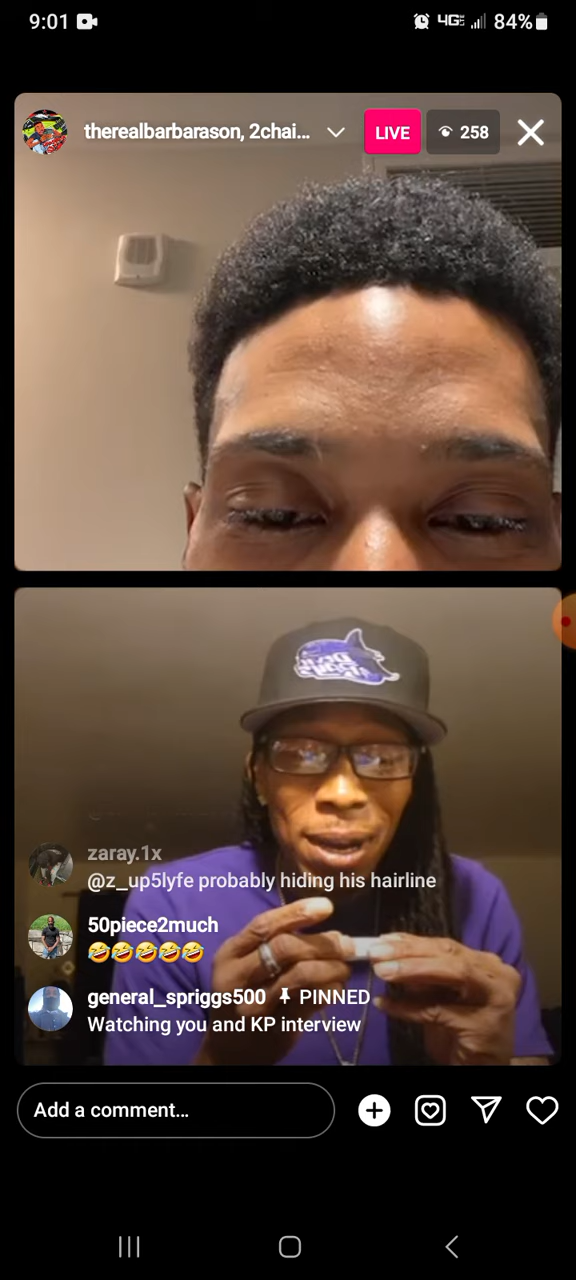 9:01
4GE 84%
therealbarbarason, 2chai...
LIVE
258
zaray.1x
@z_up5lyfe probably hiding his hairline
50piece2much
🤣🤣🤣🤣🤣
general_spriggs500 PINNED
Watching you and KP interview
Add a comment...